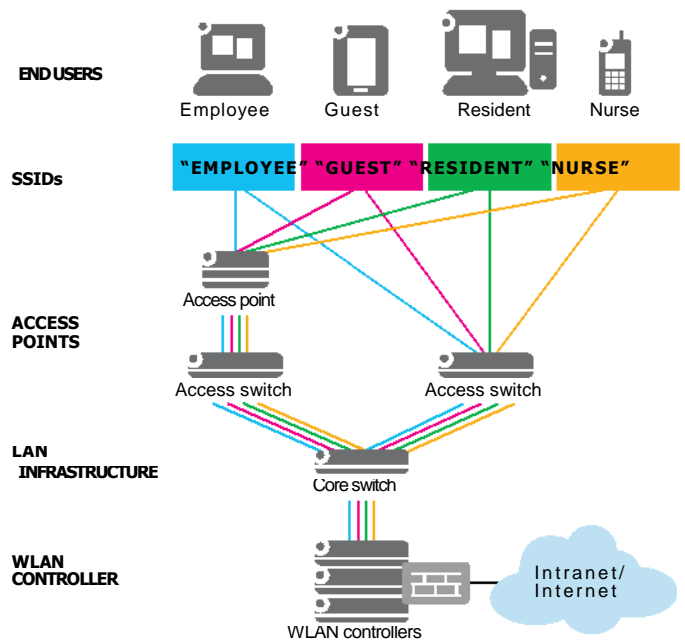 END USERS
Employee Guest Resident Nurse
SSIDs
“EMPLOYEE” “GUEST” “RESIDENT” “NURSE”
Access point
ACCESS
POINTS
Access switch Access switch
LAN
INFRASTRUCTURE
Core switch
WLAN
CONTROLLER
Intranet/
Internet
WLAN controllers